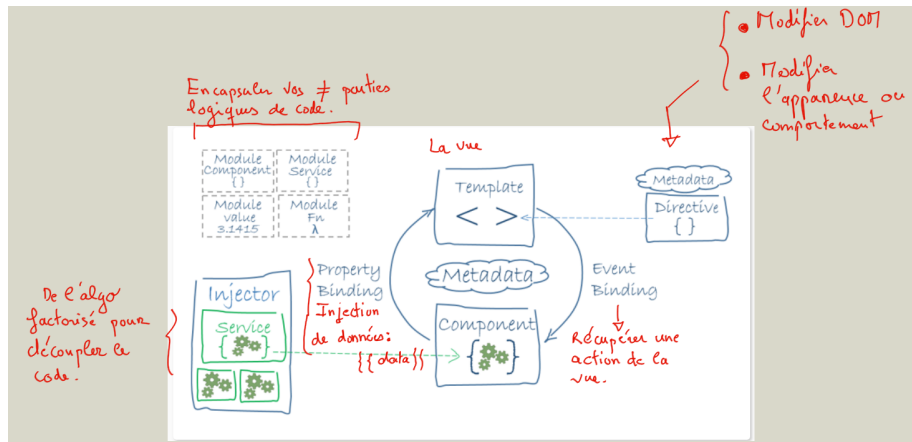 • Modifier DOM
• Modifier
l'apparence ou
comportement
Encapsuler vos ≠ parties
logiques de code.
La vue
Module
Component
{ }
Module
Service
{ }
Module
value
3.1415
Module
Fn
λ
Template
< >
Metadata
Directive
{ }
De l'algo
factorisé pour
découpler le
code.
Injector
Service
{ }
Property
Binding
Injection
de données:
{{data}}
Metadata
Component
{ }
Event
Binding
Récupérer une
action de la
vue.